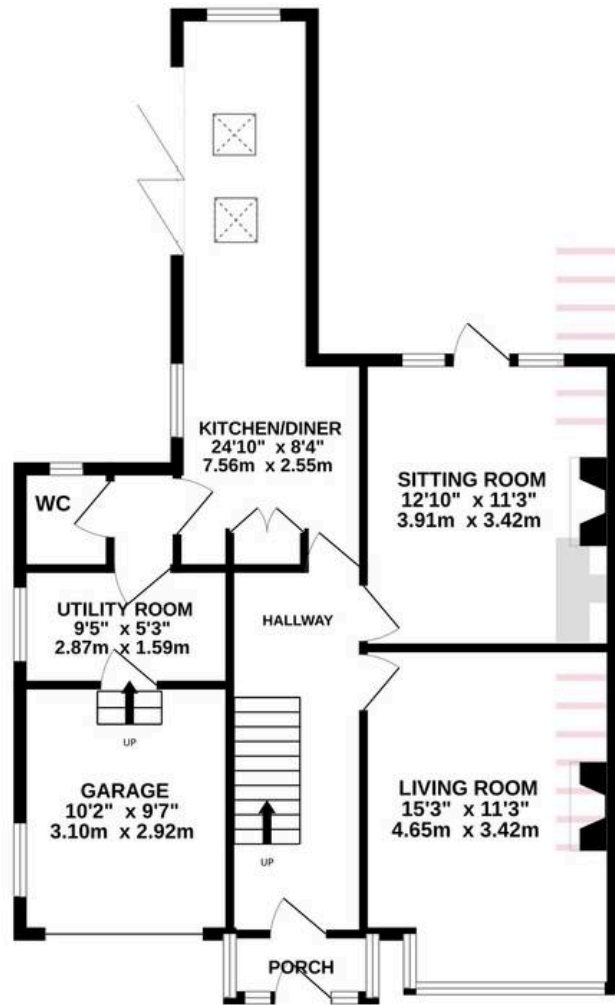 KITCHEN/DINER
24'10" x 8'4"
7.56m x 2.55m
SITTING ROOM
12'10" x 11'3"
3.91m x 3.42m
WC
UTILITY ROOM
9'5" x 5'3"
2.87m x 1.59m
HALLWAY
UP
GARAGE
10'2" x 9'7"
3.10m x 2.92m
LIVING ROOM
15'3" x 11'3"
4.65m x 3.42m
UP
PORCH